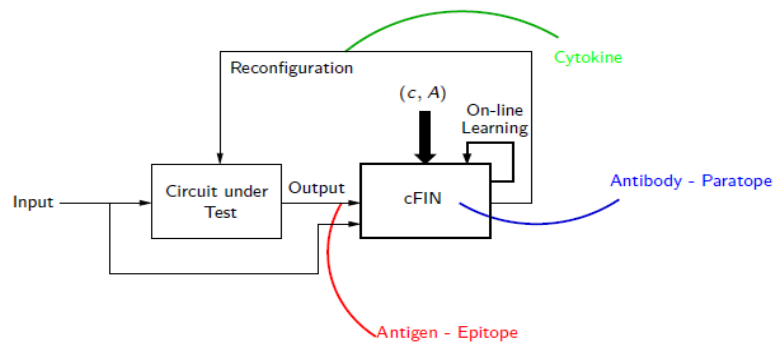 Cytokine
Reconfiguration
(c, A)
On-line
Learning
Antibody - Paratope
Input
Circuit under
Test
Output
cFIN
Antigen - Epitope